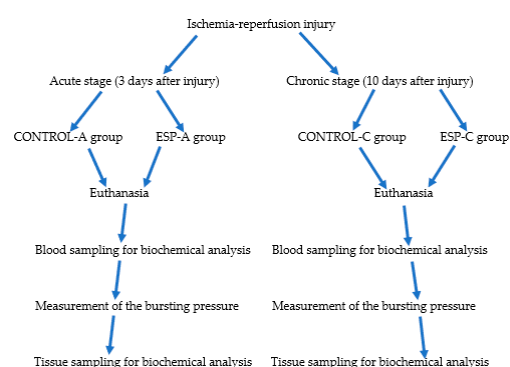 Ischemia-reperfusion injury
Acute stage (3 days after injury)
Chronic stage (10 days after injury)
CONTROL-A group
ESP-A group
CONTROL-C group
ESP-C group
Euthanasia
Euthanasia
Blood sampling for biochemical analysis
Blood sampling for biochemical analysis
Measurement of the bursting pressure
Measurement of the bursting pressure
Tissue sampling for biochemical analysis
Tissue sampling for biochemical analysis